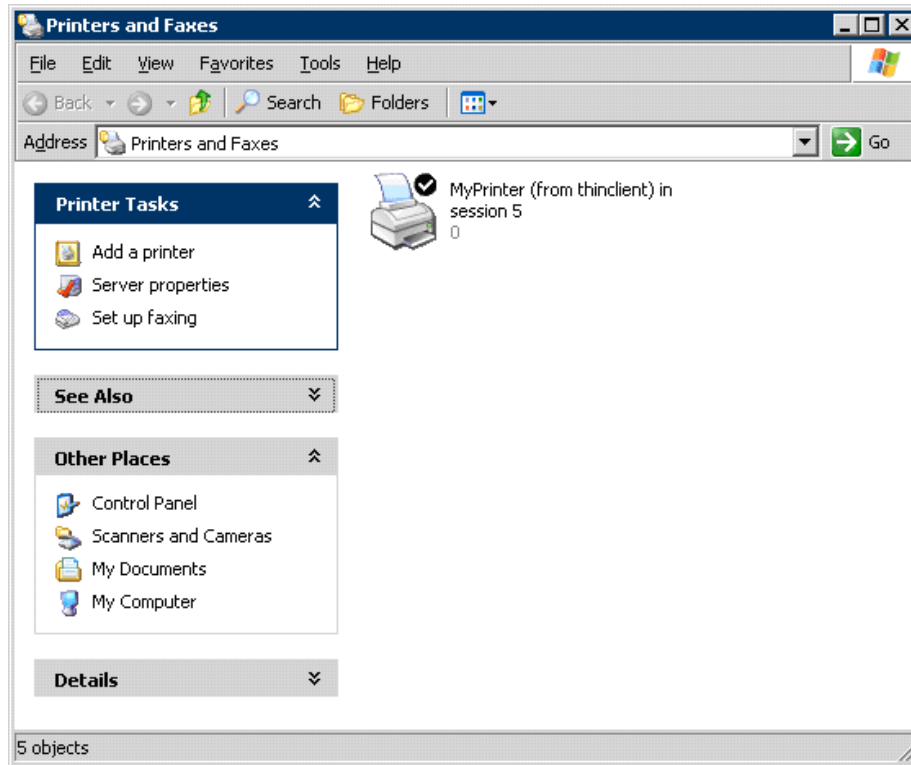 Printers and Faxes
File Edit View Favorites Tools Help
Back Search Folders
Address Printers and Faxes Go
Printer Tasks
Add a printer
Server properties
Set up faxing
See Also
Other Places
Control Panel
Scanners and Cameras
My Documents
My Computer
Details
MyPrinter (from thinclient) in
session 5
0
5 objects